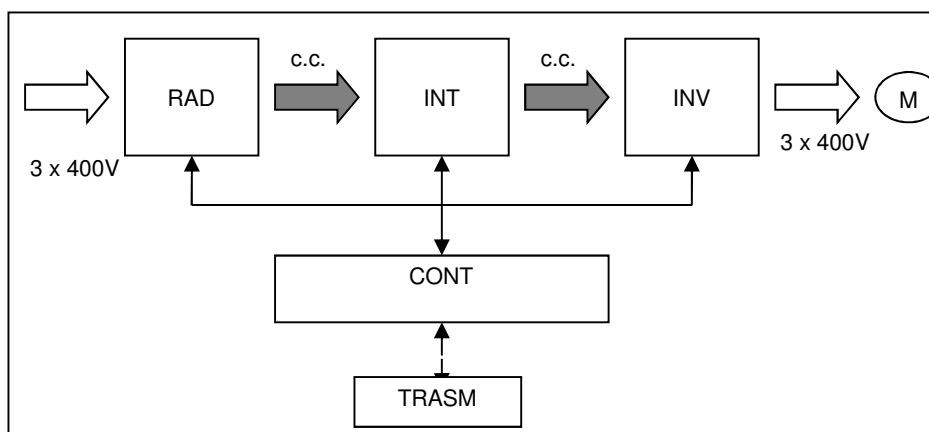 c.c.
c.c.
RAD
INT
INV
M
3 x 400V
3 x 400V
CONT
TRASM